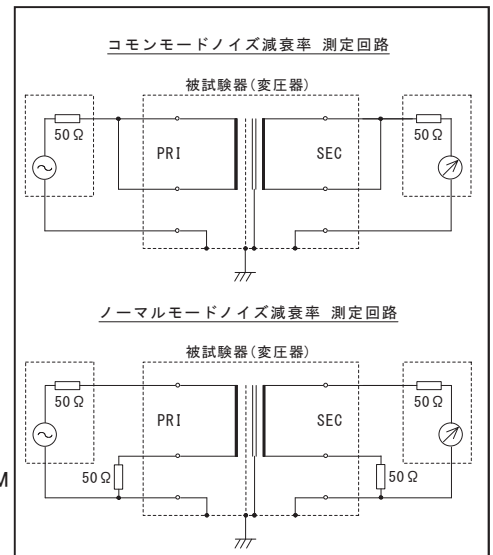 コモンモードノイズ減衰率 測定回路
被試験器(変圧器)
50Ω
PRI
SEC
50Ω
ノーマルモードノイズ減衰率 測定回路
被試験器(変圧器)
50Ω
PRI
SEC
50Ω
50Ω
50Ω
M